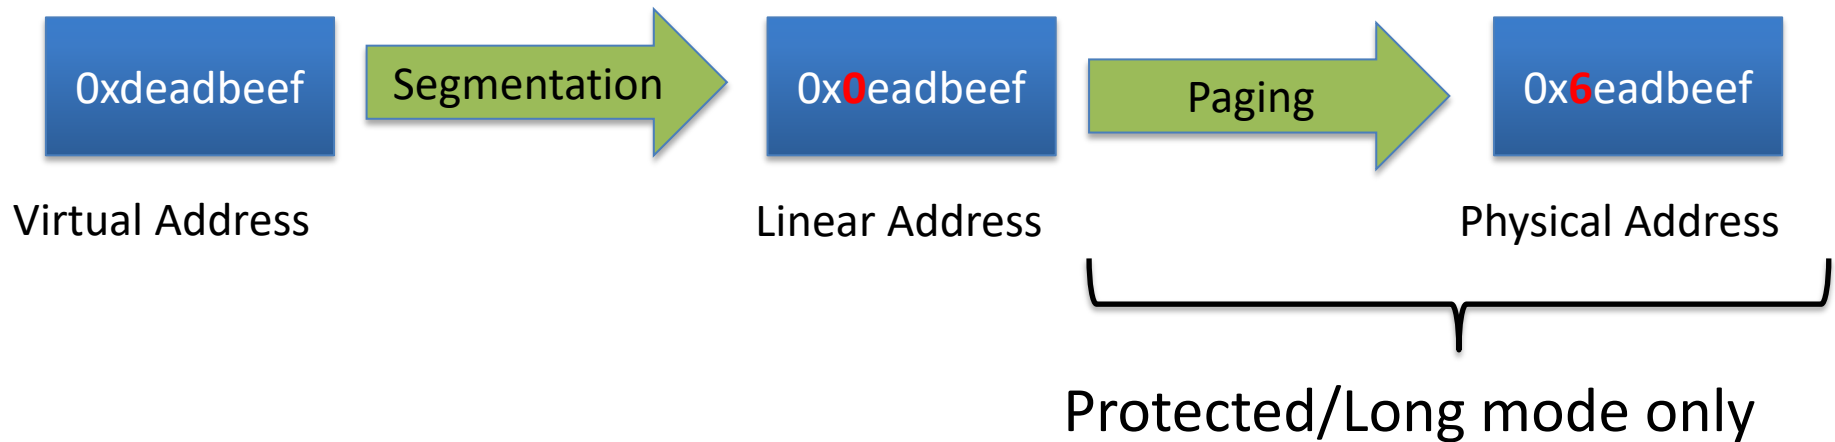 0xdeadbeef
Segmentation
0x0eadbeef
Paging
0x6eadbeef
Virtual Address
Linear Address
Physical Address
Protected/Long mode only